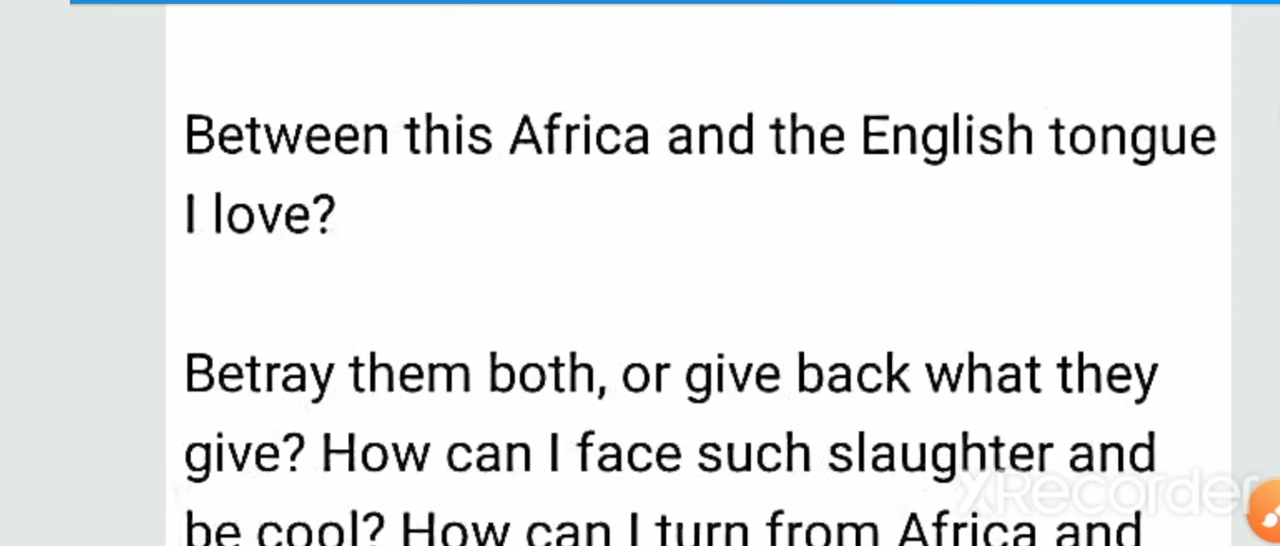 Between this Africa and the English tongue
I love?
Betray them both, or give back what they
give? How can I face such slaughter and
be cool? How can I turn from Africa and
XRecorder